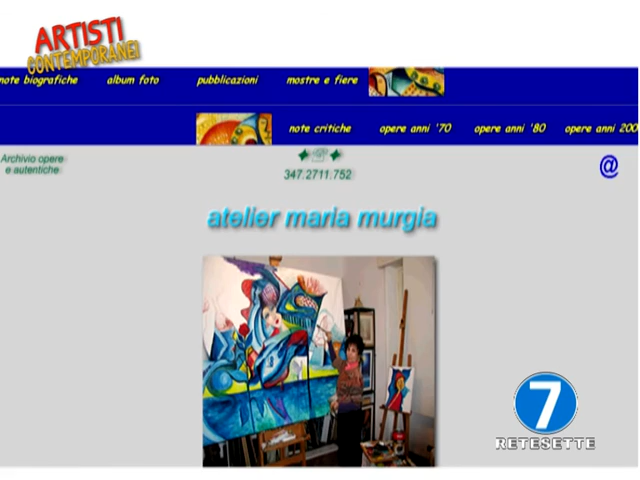 ARTISTI
CONTEMPORANEI
note biografiche album foto pubblicazioni mostre e fiere
note critiche opere anni '70 opere anni '80 opere anni 200
Archivio opere
e autentiche
347.2711.752
@
atelier maria murgia
7
RETESETTE